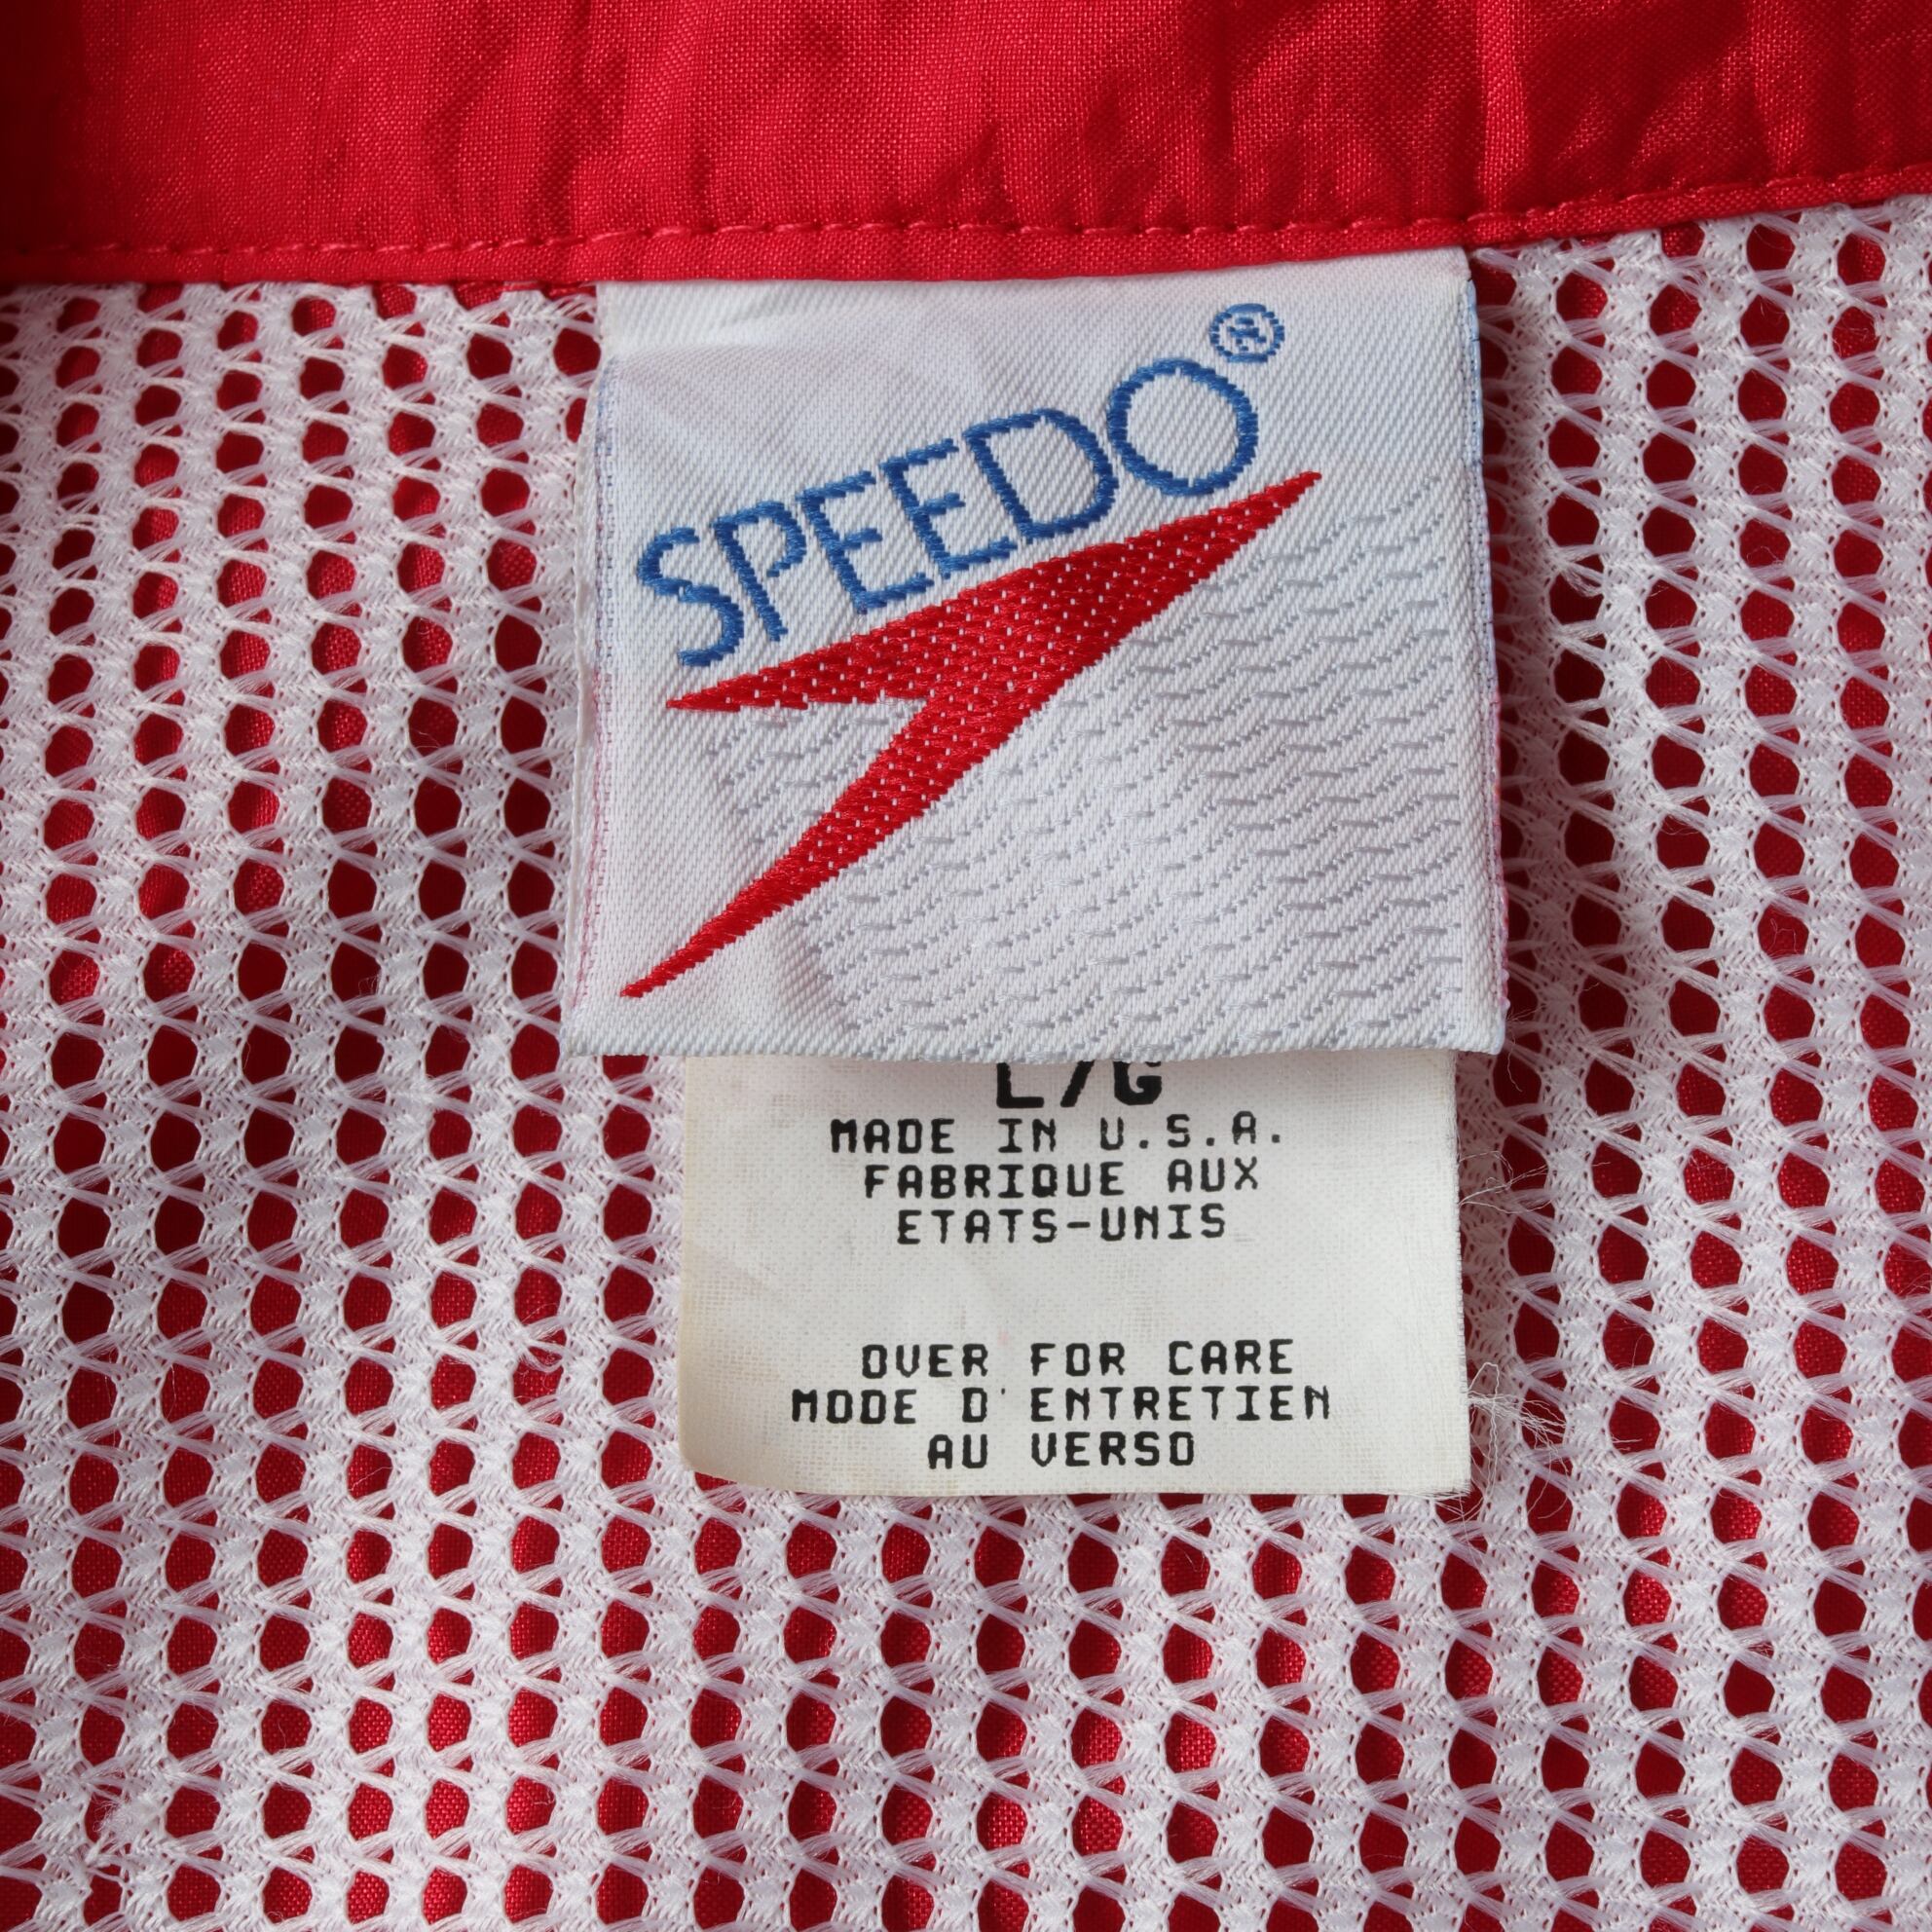 SPEEDO®
L/G
MADE IN U.S.A.
FABRIQUE AUX
ETATS-UNIS
OVER FOR CARE
MODE D'ENTRETIEN
AU VERSO